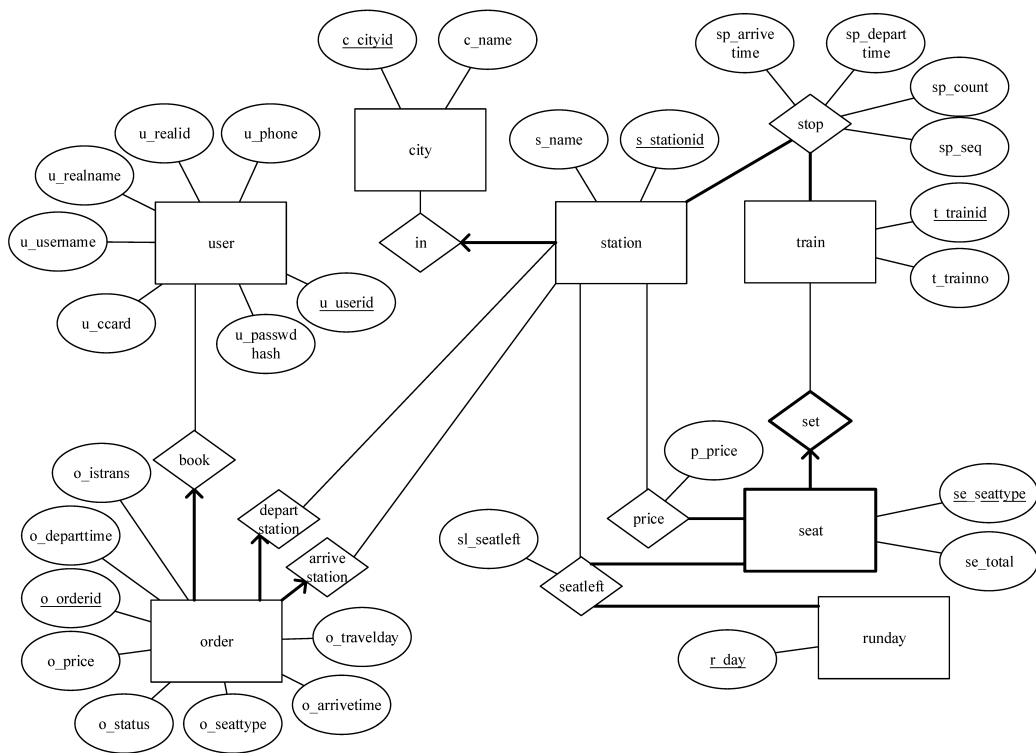 c_cityid
c_name
sp_arrive
time
sp_depart
time
sp_count
sp_seq
stop
city
s_name
s_stationid
u_realid
u_phone
u_realname
u_username
u_ccard
u_passwd
hash
u_userid
user
in
station
train
t_trainid
t_trainno
set
book
o_istrans
o_departtime
o_orderid
o_price
o_status
o_seattype
o_arrivetime
o_travelday
order
depart
station
arrive
station
p_price
price
seat
se_seattype
se_total
sl_seatleft
seatleft
runday
r_day